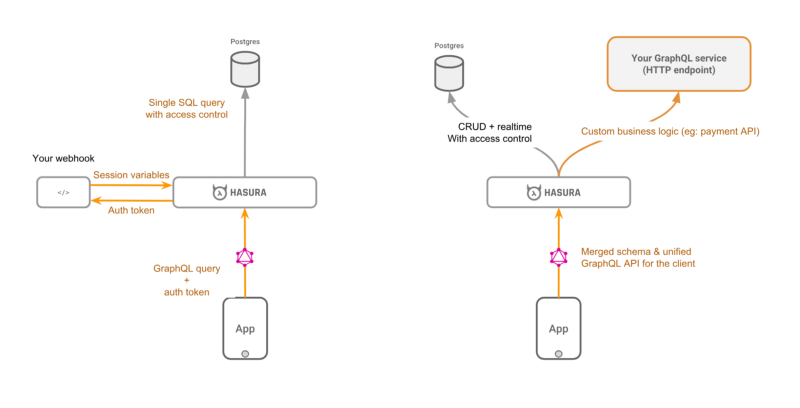 Postgres
Single SQL query
with access control
Your webhook
Session variables
</>
HASURA
Auth token
GraphQL query
+
auth token
App
Postgres
Your GraphQL service
(HTTP endpoint)
CRUD + realtime
With access control
Custom business logic (eg: payment API)
HASURA
Merged schema & unified
GraphQL API for the client
App